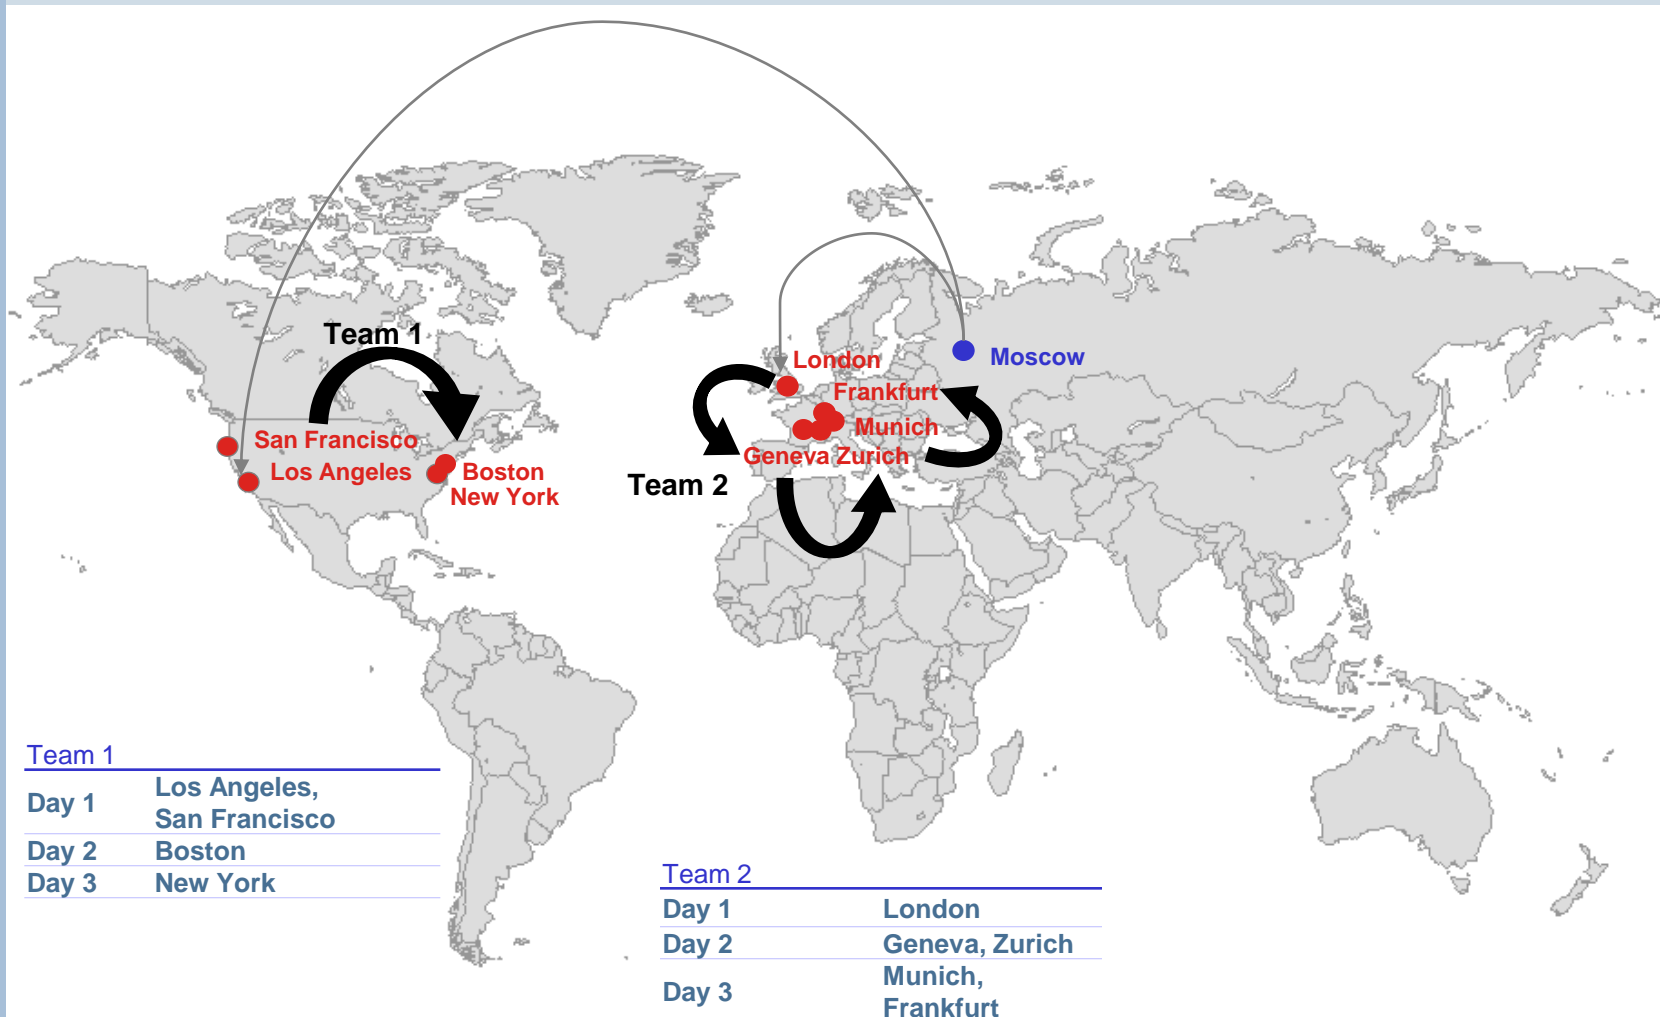 Team 1
London
Moscow
Frankfurt
San Francisco
Munich
Geneva Zurich
Los Angeles
Boston
New York
Team 2
Team 1
Day 1
Los Angeles,
San Francisco
Day 2 Boston
Day 3 New York
Team 2
Day 1 London
Day 2 Geneva, Zurich
Day 3
Munich,
Frankfurt